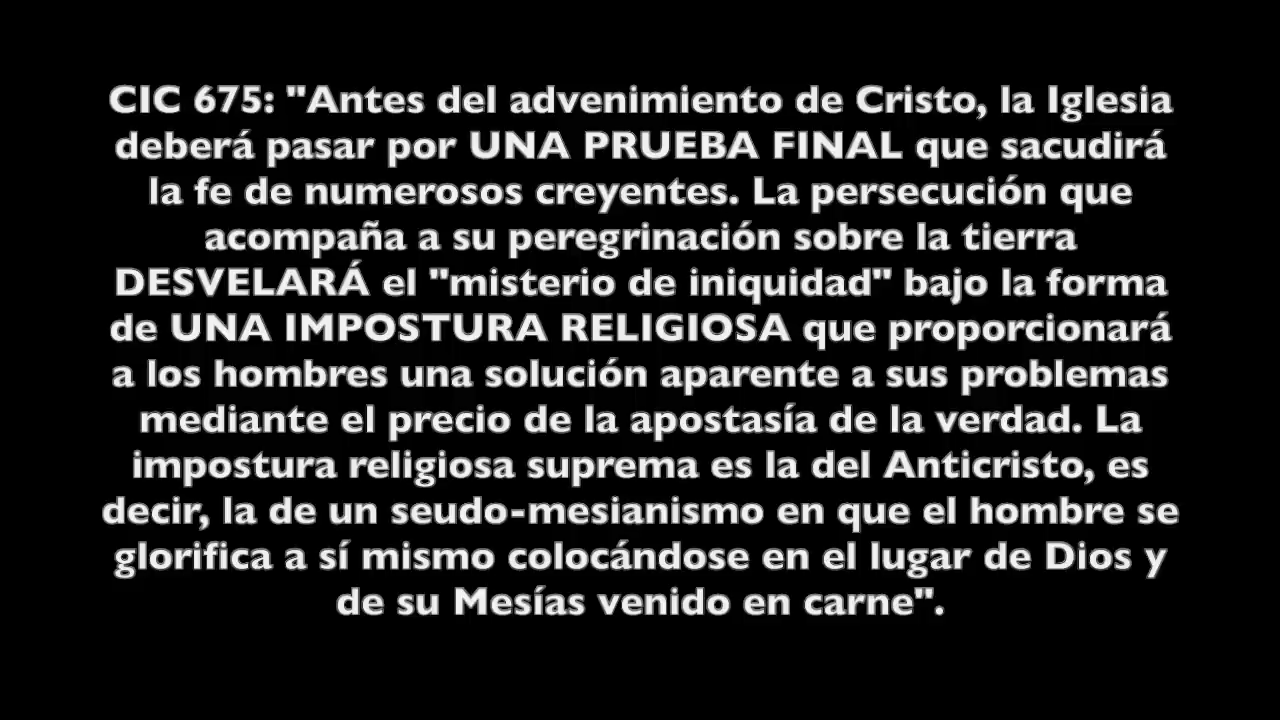 CIC 675: "Antes del advenimiento de Cristo, la Iglesia
deberá pasar por UNA PRUEBA FINAL que sacudirá
la fe de numerosos creyentes. La persecución que
acompaña a su peregrinación sobre la tierra
DESVELARÁ el "misterio de iniquidad" bajo la forma
de UNA IMPOSTURA RELIGIOSA que proporcionará
a los hombres una solución aparente a sus problemas
mediante el precio de la apostasía de la verdad. La
impostura religiosa suprema es la del Anticristo, es
decir, la de un seudo-mesianismo en que el hombre se
glorifica a sí mismo colocándose en el lugar de Dios y
de su Mesías venido en carne".